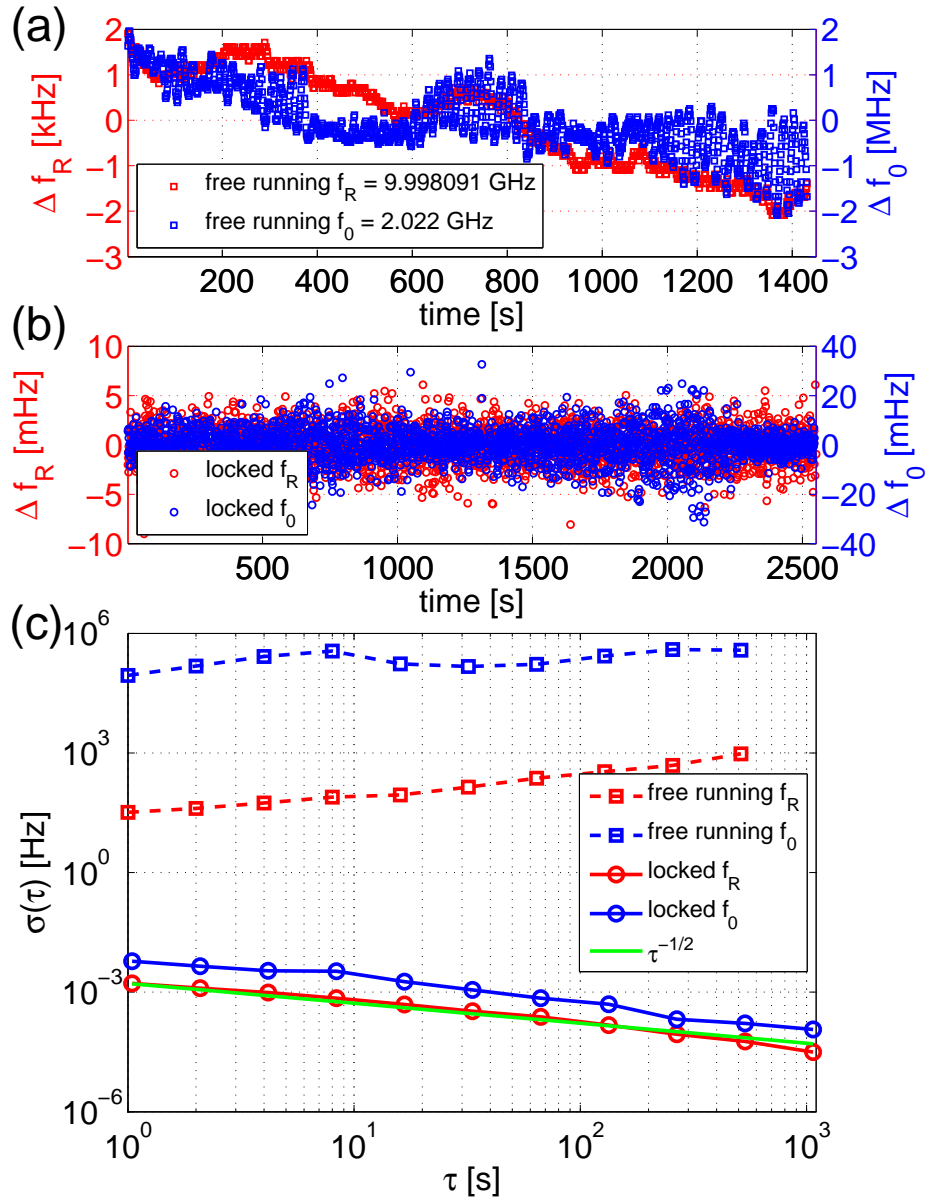 (a)
2
1
0
−1
−2
−3
Δ f_R [kHz]
2
1
0
−1
−2
−3
Δ f_0 [MHz]
free running f_R = 9.998091 GHz
free running f_0 = 2.022 GHz
200 400 600 800 1000 1200 1400
time [s]
(b)
10
5
0
−5
−10
Δ f_R [mHz]
40
20
0
−20
−40
Δ f_0 [mHz]
locked f_R
locked f_0
500 1000 1500 2000 2500
time [s]
(c)
10^6
10^3
10^0
10^−3
10^−6
σ(τ) [Hz]
free running f_R
free running f_0
locked f_R
locked f_0
τ^−1/2
10^0 10^1 10^2 10^3
τ [s]